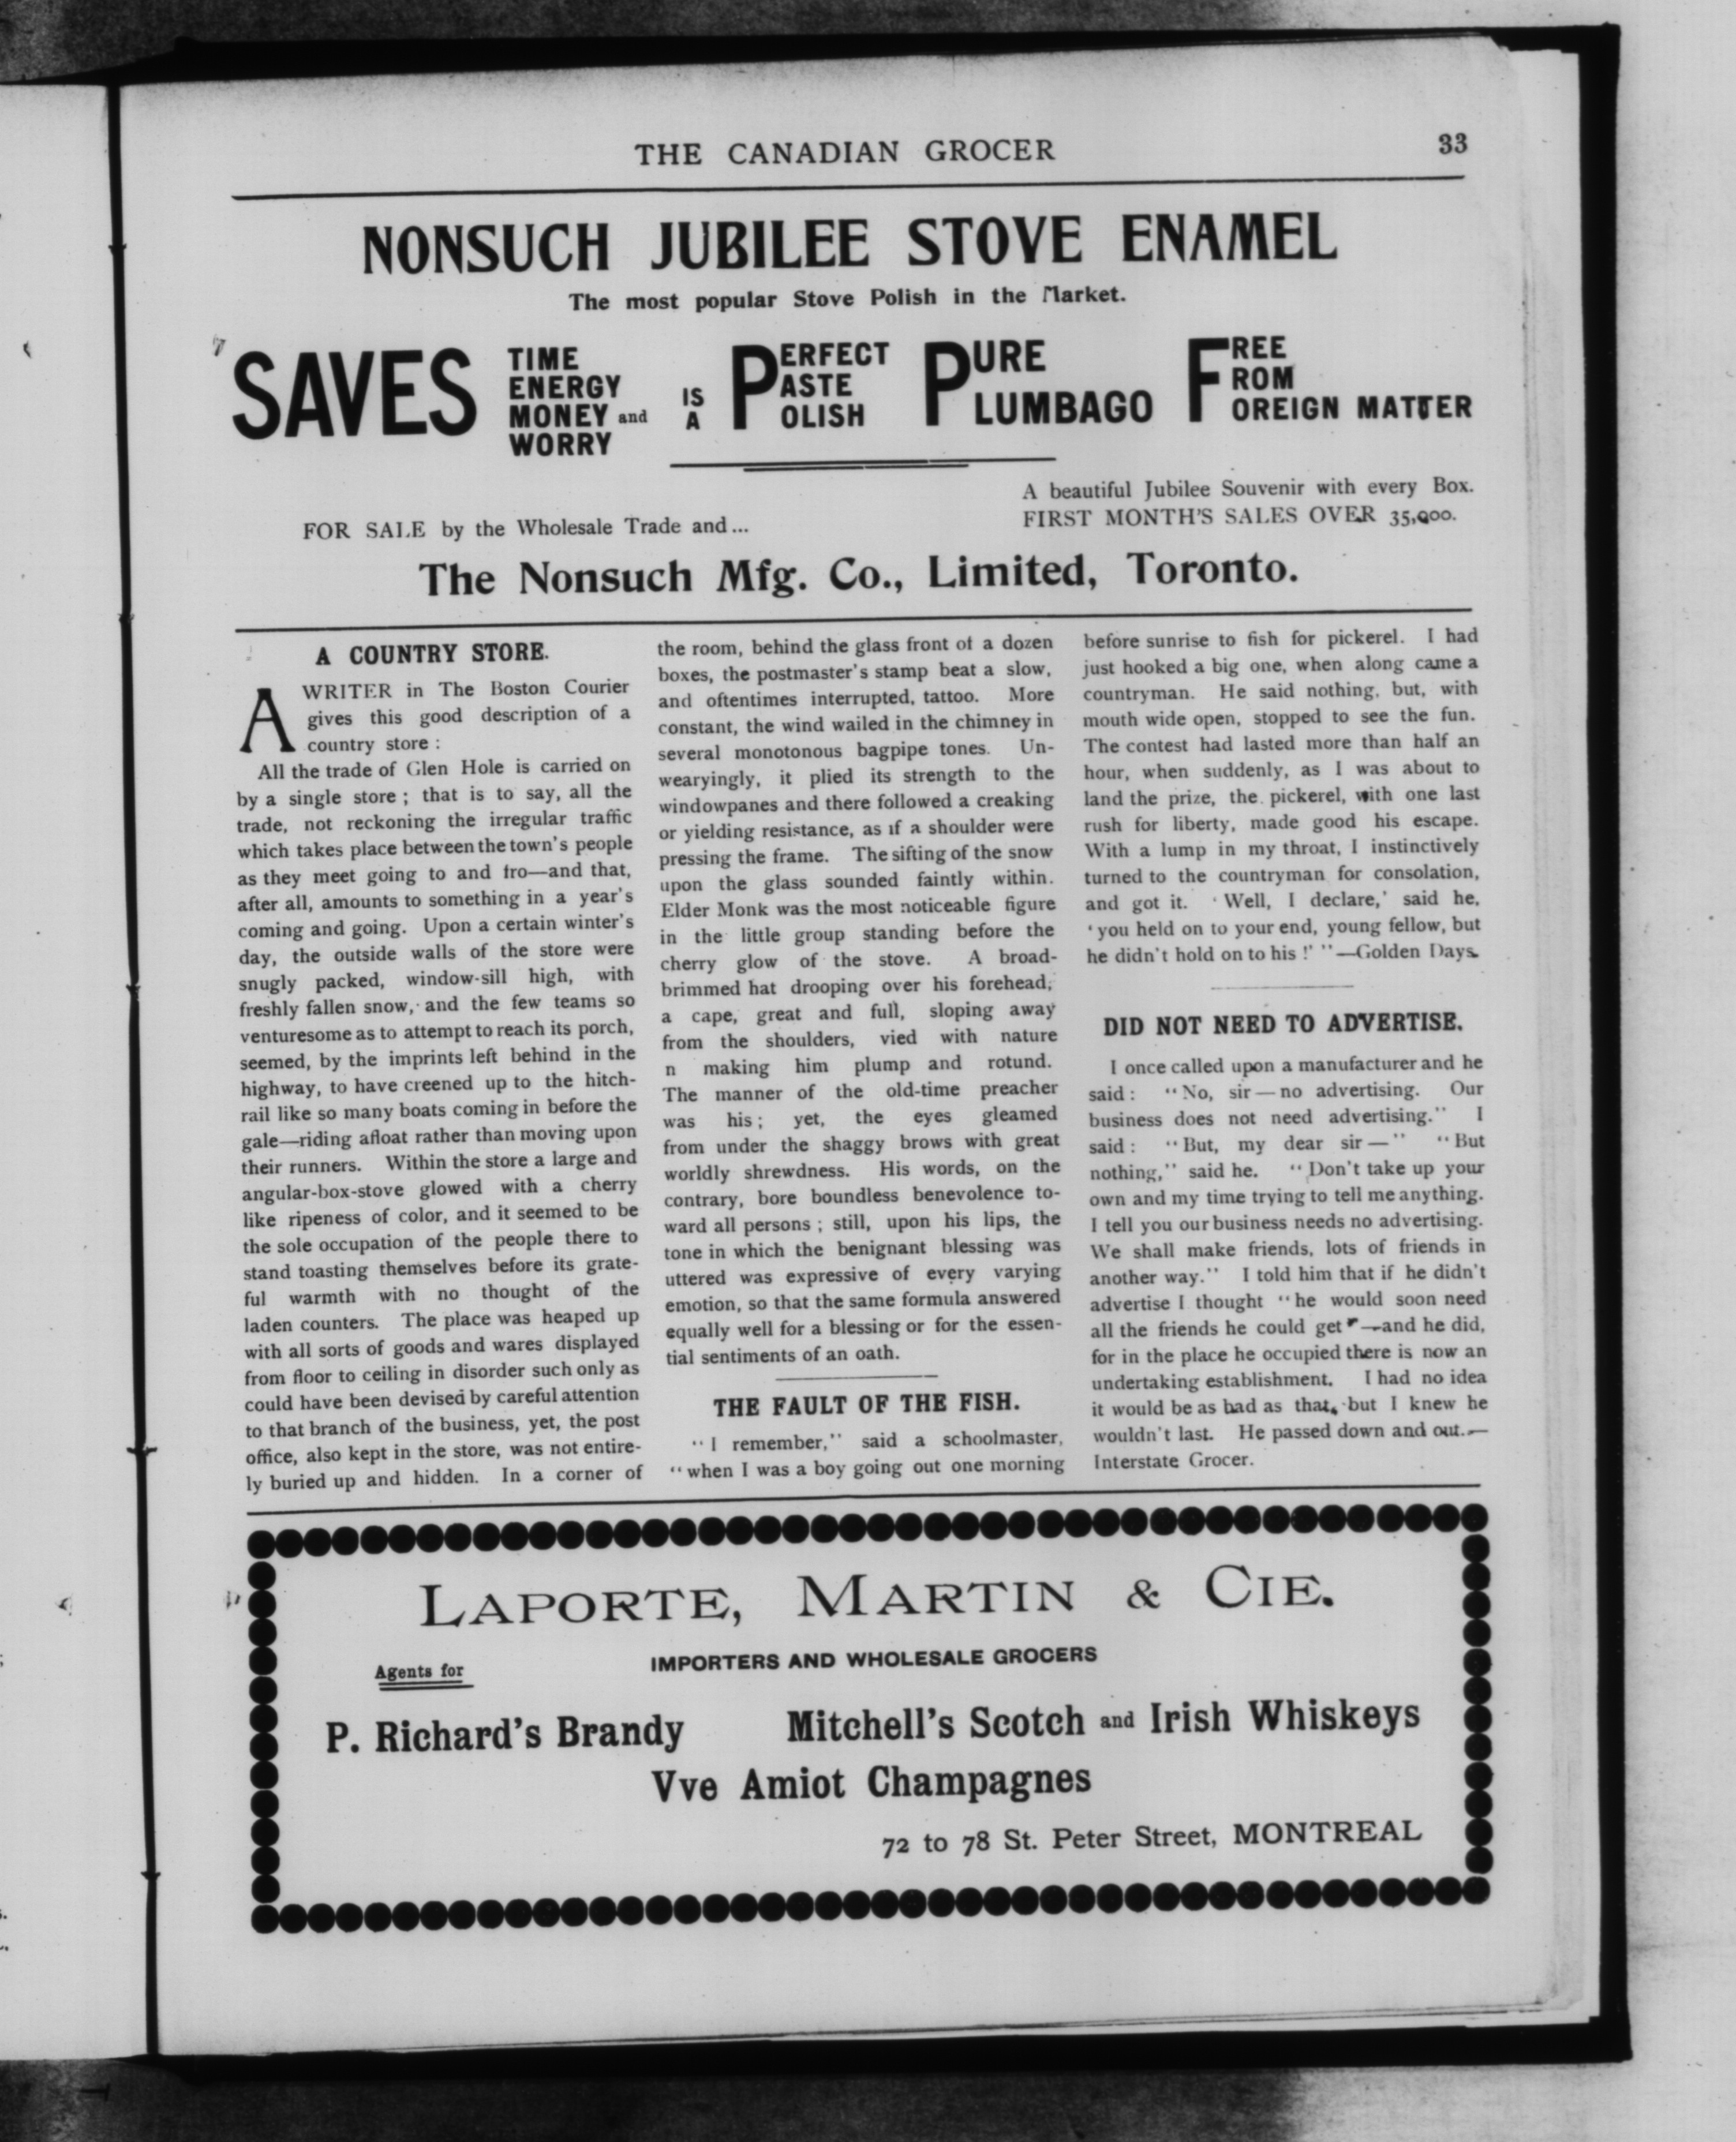 THE CANADIAN GROCER 33
NONSUCH JUBILEE STOVE ENAMEL
The most popular Stove Polish in the Market.
SAVES
TIME
ENERGY
MONEY and
WORRY
IS
A
PERFECT
PASTE
POLISH
PURE
PLUMBAGO
FREE
FROM
FOREIGN MATTER
A beautiful Jubilee Souvenir with every Box.
FIRST MONTH'S SALES OVER 35,000.
FOR SALE by the Wholesale Trade and ...
The Nonsuch Mfg. Co., Limited, Toronto.
A COUNTRY STORE.
A WRITER in The Boston Courier
gives this good description of a
country store :
All the trade of Glen Hole is carried on
by a single store ; that is to say, all the
trade, not reckoning the irregular traffic
which takes place between the town's people
as they meet going to and fro—and that,
after all, amounts to something in a year's
coming and going. Upon a certain winter's
day, the outside walls of the store were
snugly packed, window-sill high, with
freshly fallen snow, and the few teams so
venturesome as to attempt to reach its porch,
seemed, by the imprints left behind in the
highway, to have creened up to the hitch-
rail like so many boats coming in before the
gale—riding afloat rather than moving upon
their runners. Within the store a large and
angular-box-stove glowed with a cherry
like ripeness of color, and it seemed to be
the sole occupation of the people there to
stand toasting themselves before its grate-
ful warmth with no thought of the
laden counters. The place was heaped up
with all sorts of goods and wares displayed
from floor to ceiling in disorder such only as
could have been devised by careful attention
to that branch of the business, yet, the post
office, also kept in the store, was not entire-
ly buried up and hidden. In a corner of
the room, behind the glass front of a dozen
boxes, the postmaster's stamp beat a slow,
and oftentimes interrupted, tattoo. More
constant, the wind wailed in the chimney in
several monotonous bagpipe tones. Un-
wearyingly, it plied its strength to the
windowpanes and there followed a creaking
or yielding resistance, as if a shoulder were
pressing the frame. The sifting of the snow
upon the glass sounded faintly within.
Elder Monk was the most noticeable figure
in the little group standing before the
cherry glow of the stove. A broad-
brimmed hat drooping over his forehead,
a cape, great and full, sloping away
from the shoulders, vied with nature
n making him plump and rotund.
The manner of the old-time preacher
was his ; yet, the eyes gleamed
from under the shaggy brows with great
worldly shrewdness. His words, on the
contrary, bore boundless benevolence to-
ward all persons ; still, upon his lips, the
tone in which the benignant blessing was
uttered was expressive of every varying
emotion, so that the same formula answered
equally well for a blessing or for the essen-
tial sentiments of an oath.
THE FAULT OF THE FISH.
"I remember," said a schoolmaster,
"when I was a boy going out one morning
before sunrise to fish for pickerel. I had
just hooked a big one, when along came a
countryman. He said nothing, but, with
mouth wide open, stopped to see the fun.
The contest had lasted more than half an
hour, when suddenly, as I was about to
land the prize, the pickerel, with one last
rush for liberty, made good his escape.
With a lump in my throat, I instinctively
turned to the countryman for consolation,
and got it. 'Well, I declare,' said he,
'you held on to your end, young fellow, but
he didn't hold on to his !' "—Golden Days.
DID NOT NEED TO ADVERTISE.
I once called upon a manufacturer and he
said : "No, sir—no advertising. Our
business does not need advertising." I
said : "But, my dear sir—" "But
nothing," said he. "Don't take up your
own and my time trying to tell me anything.
I tell you our business needs no advertising.
We shall make friends, lots of friends in
another way." I told him that if he didn't
advertise I thought "he would soon need
all the friends he could get"—and he did,
for in the place he occupied there is now an
undertaking establishment. I had no idea
it would be as bad as that, but I knew he
wouldn't last. He passed down and out.—
Interstate Grocer.
LAPORTE, MARTIN & CIE.
IMPORTERS AND WHOLESALE GROCERS
Agents for
P. Richard's Brandy Mitchell's Scotch and Irish Whiskeys
Vve Amiot Champagnes
72 to 78 St. Peter Street, MONTREAL